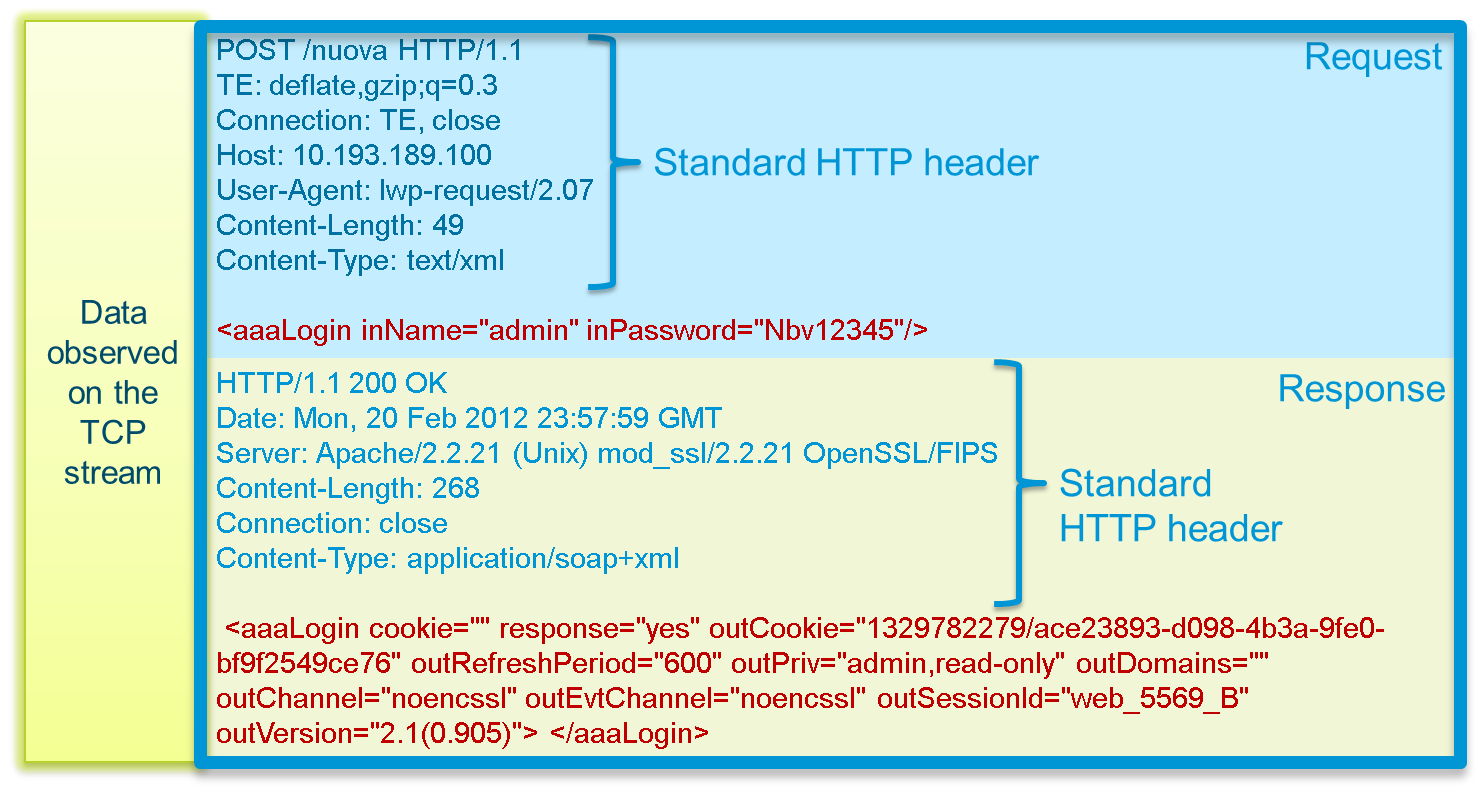 Data
observed
on the
TCP
stream
Request
POST /nuova HTTP/1.1
TE: deflate,gzip;q=0.3
Connection: TE, close
Host: 10.193.189.100
User-Agent: lwp-request/2.07
Content-Length: 49
Content-Type: text/xml
Standard HTTP header
<aaaLogin inName="admin" inPassword="Nbv12345"/>
Response
HTTP/1.1 200 OK
Date: Mon, 20 Feb 2012 23:57:59 GMT
Server: Apache/2.2.21 (Unix) mod_ssl/2.2.21 OpenSSL/FIPS
Content-Length: 268
Connection: close
Content-Type: application/soap+xml
Standard
HTTP header
<aaaLogin cookie="" response="yes" outCookie="1329782279/ace23893-d098-4b3a-9fe0-
bf9f2549ce76" outRefreshPeriod="600" outPriv="admin,read-only" outDomains=""
outChannel="noencssl" outEvtChannel="noencssl" outSessionId="web_5569_B"
outVersion="2.1(0.905)"> </aaaLogin>